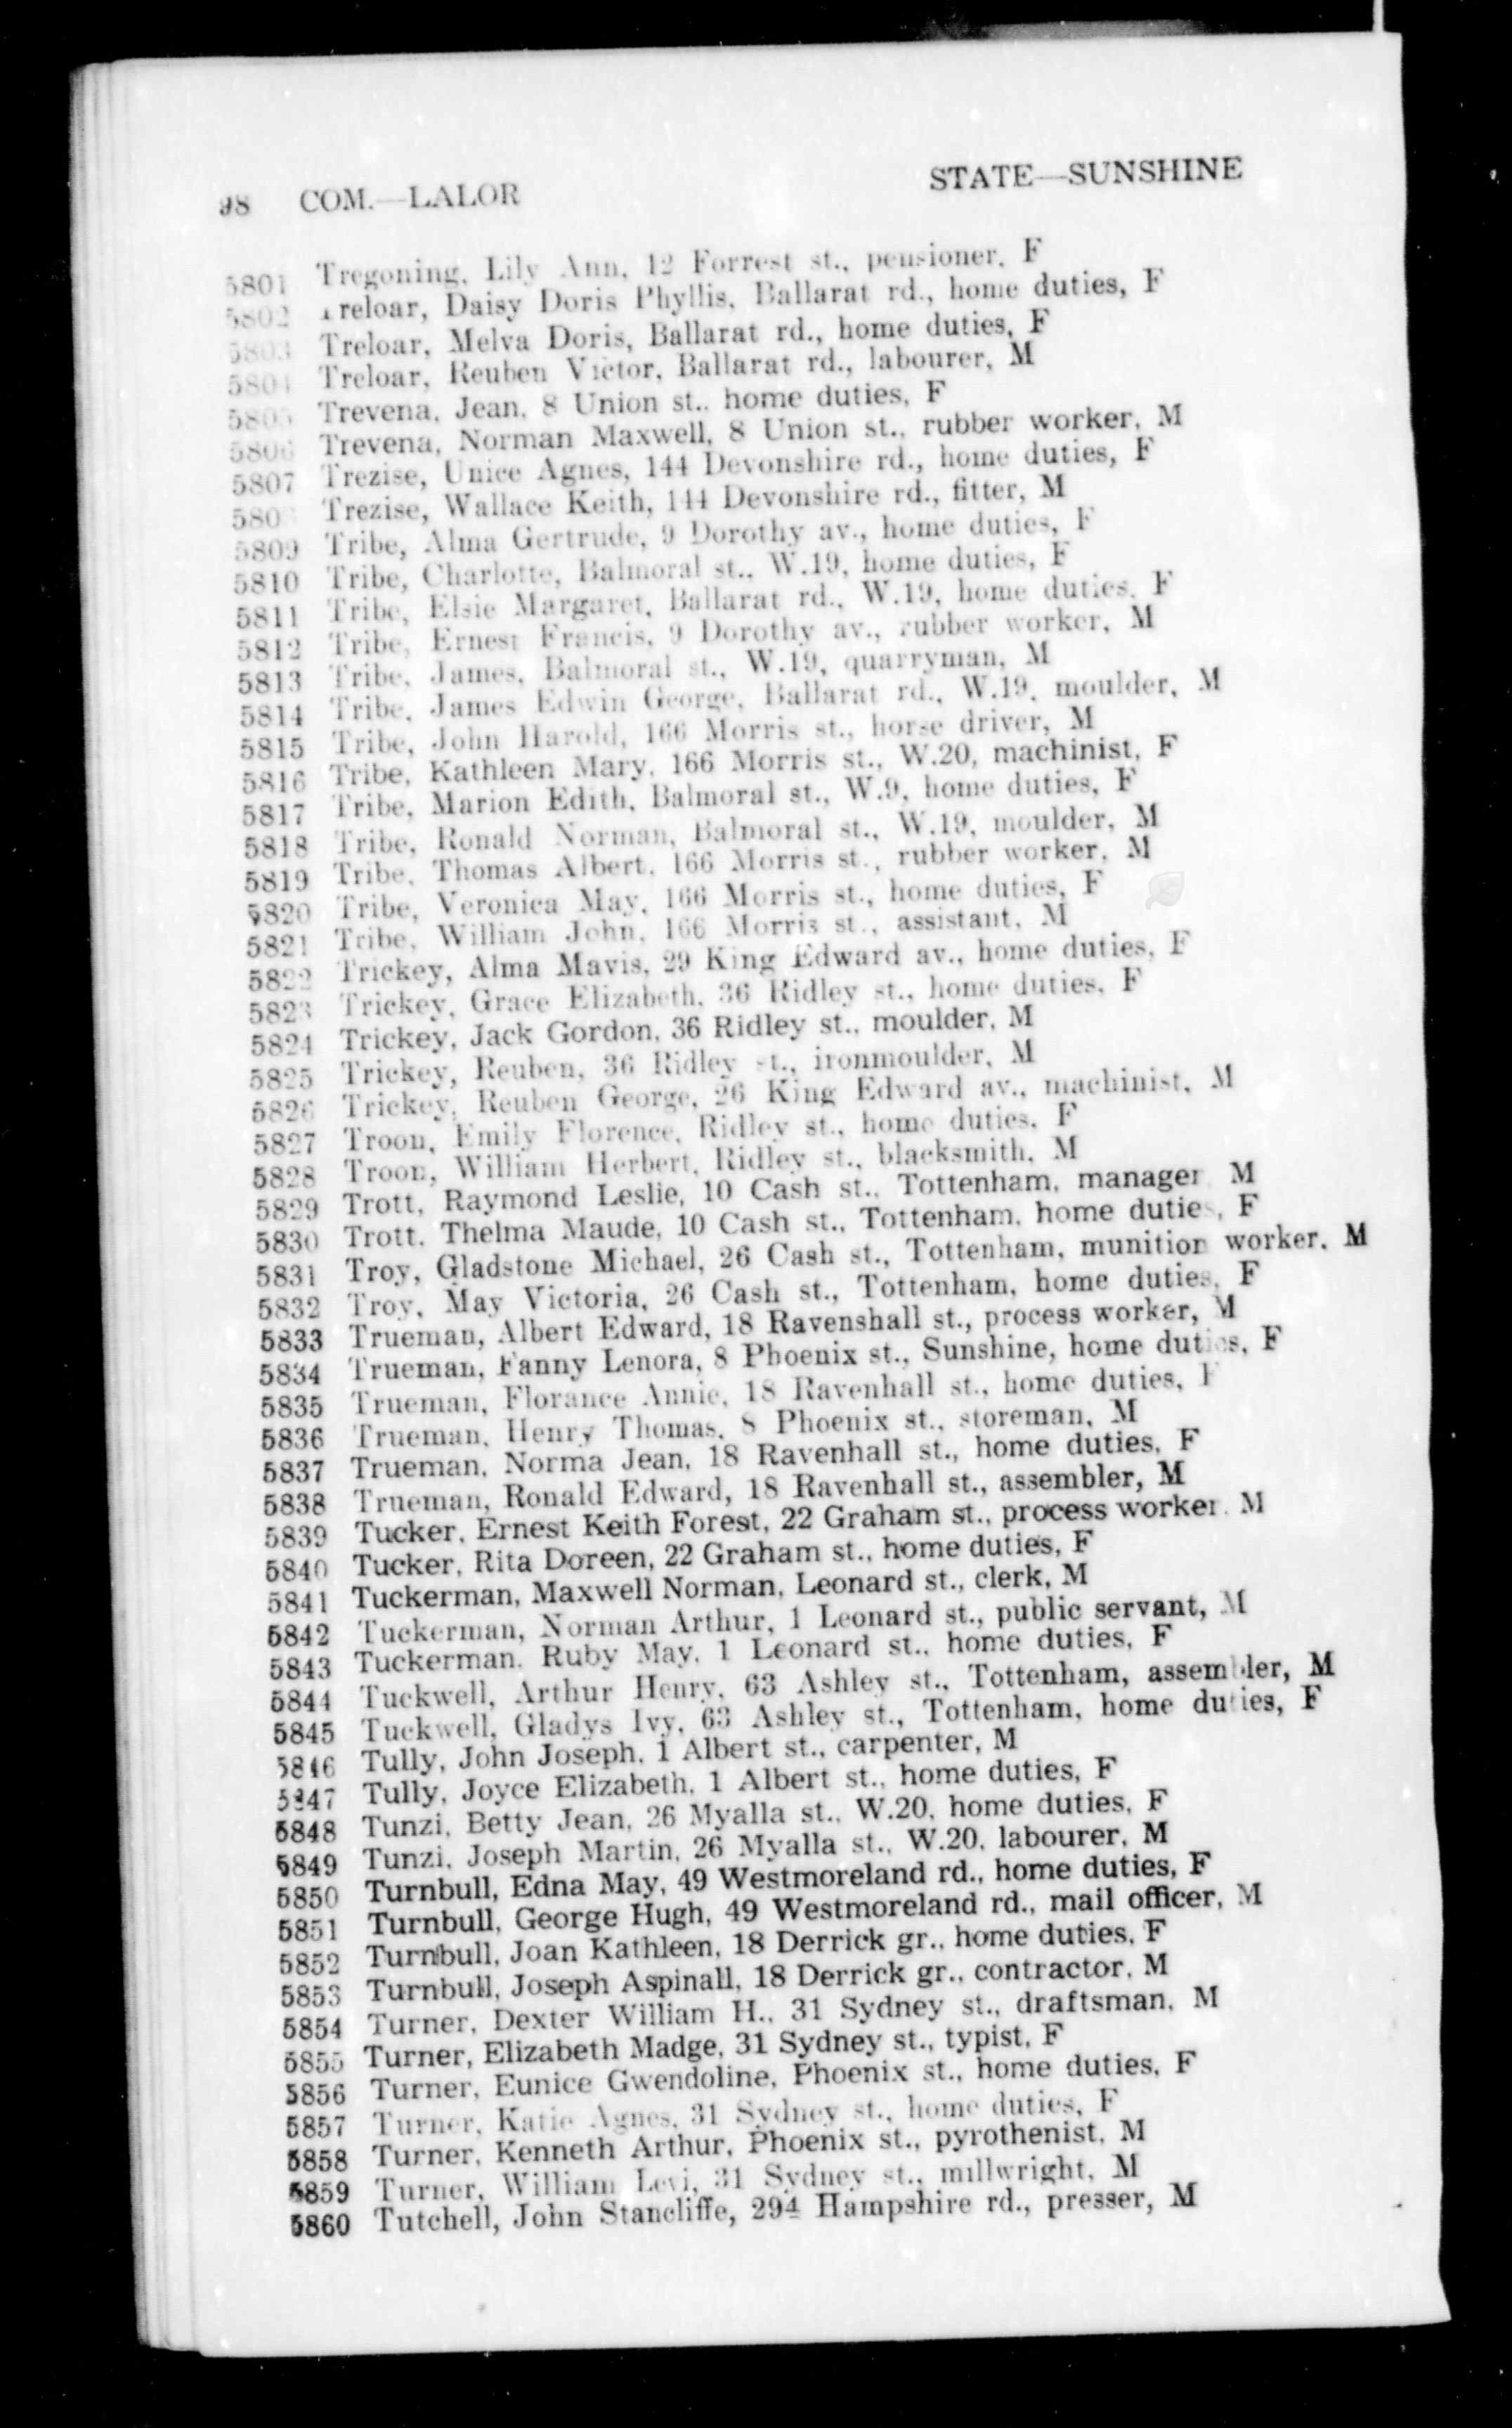 98 COM.—LALOR STATE—SUNSHINE
5801 Tregoning, Lily Ann, 12 Forrest st., pensioner, F
5802 Treloar, Daisy Doris Phyllis, Ballarat rd., home duties, F
5803 Treloar, Melva Doris, Ballarat rd., home duties, F
5804 Treloar, Reuben Victor, Ballarat rd., labourer, M
5805 Trevena, Jean, 8 Union st., home duties, F
5806 Trevena, Norman Maxwell, 8 Union st., rubber worker, M
5807 Trezise, Unice Agnes, 144 Devonshire rd., home duties, F
580 Trezise, Wallace Keith, 144 Devonshire rd., fitter, M
5809 Tribe, Alma Gertrude, 9 Dorothy av., home duties, F
5810 Tribe, Charlotte, Balmoral st., W.19, home duties, F
5811 Tribe, Elsie Margaret, Ballarat rd., W.19, home duties, F
5812 Tribe, Ernest Francis, 9 Dorothy av., rubber worker, M
5813 Tribe, James, Balmoral st., W.19, quarryman, M
5814 Tribe, James Edwin George, Ballarat rd., W.19, moulder, M
5815 Tribe, John Harold, 166 Morris st., horse driver, M
5816 Tribe, Kathleen Mary, 166 Morris st., W.20, machinist, F
5817 Tribe, Marion Edith, Balmoral st., W.9, home duties, F
5818 Tribe, Ronald Norman, Balmoral st., W.19, moulder, M
5819 Tribe, Thomas Albert, 166 Morris st., rubber worker, M
5820 Tribe, Veronica May, 166 Morris st., home duties, F
5821 Tribe, William John, 166 Morris st., assistant, M
5822 Trickey, Alma Mavis, 29 King Edward av., home duties, F
5823 Trickey, Grace Elizabeth, 36 Ridley st., home duties, F
5824 Trickey, Jack Gordon, 36 Ridley st., moulder, M
5825 Trickey, Reuben, 36 Ridley st., ironmoulder, M
5826 Trickey, Reuben George, 26 King Edward av., machinist, M
5827 Troon, Emily Florence, Ridley st., home duties, F
5828 Troon, William Herbert, Ridley st., blacksmith, M
5829 Trott, Raymond Leslie, 10 Cash st., Tottenham, manager M
5830 Trott, Thelma Maude, 10 Cash st., Tottenham, home duties, F
5831 Troy, Gladstone Michael, 26 Cash st., Tottenham, munition worker, M
5832 Troy, May Victoria, 26 Cash st., Tottenham, home duties, F
5833 Trueman, Albert Edward, 18 Ravenshall st., process worker, M
5834 Trueman, Fanny Lenora, 8 Phoenix st., Sunshine, home duties, F
5835 Trueman, Florance Annie, 18 Ravenhall st., home duties, F
5836 Trueman, Henry Thomas, 8 Phoenix st., storeman, M
5837 Trueman, Norma Jean, 18 Ravenhall st., home duties, F
5838 Trueman, Ronald Edward, 18 Ravenhall st., assembler, M
5839 Tucker, Ernest Keith Forest, 22 Graham st., process worker, M
5840 Tucker, Rita Doreen, 22 Graham st., home duties, F
5841 Tuckerman, Maxwell Norman, Leonard st., clerk, M
5842 Tuckerman, Norman Arthur, 1 Leonard st., public servant, M
5843 Tuckerman, Ruby May, 1 Leonard st., home duties, F
5844 Tuckwell, Arthur Henry, 63 Ashley st., Tottenham, assembler, M
5845 Tuckwell, Gladys Ivy, 63 Ashley st., Tottenham, home duties, F
5846 Tully, John Joseph, 1 Albert st., carpenter, M
5847 Tully, Joyce Elizabeth, 1 Albert st., home duties, F
5848 Tunzi, Betty Jean, 26 Myalla st., W.20, home duties, F
5849 Tunzi, Joseph Martin, 26 Myalla st., W.20, labourer, M
5850 Turnbull, Edna May, 49 Westmoreland rd., home duties, F
5851 Turnbull, George Hugh, 49 Westmoreland rd., mail officer, M
5852 Turnbull, Joan Kathleen, 18 Derrick gr., home duties, F
5853 Turnbull, Joseph Aspinall, 18 Derrick gr., contractor, M
5854 Turner, Dexter William H., 31 Sydney st., draftsman, M
5855 Turner, Elizabeth Madge, 31 Sydney st., typist, F
5856 Turner, Eunice Gwendoline, Phoenix st., home duties, F
5857 Turner, Katie Agnes, 31 Sydney st., home duties, F
5858 Turner, Kenneth Arthur, Phoenix st., pyrothenist, M
5859 Turner, William Levi, 31 Sydney st., millwright, M
5860 Tutchell, John Stancliffe, 294 Hampshire rd., presser, M